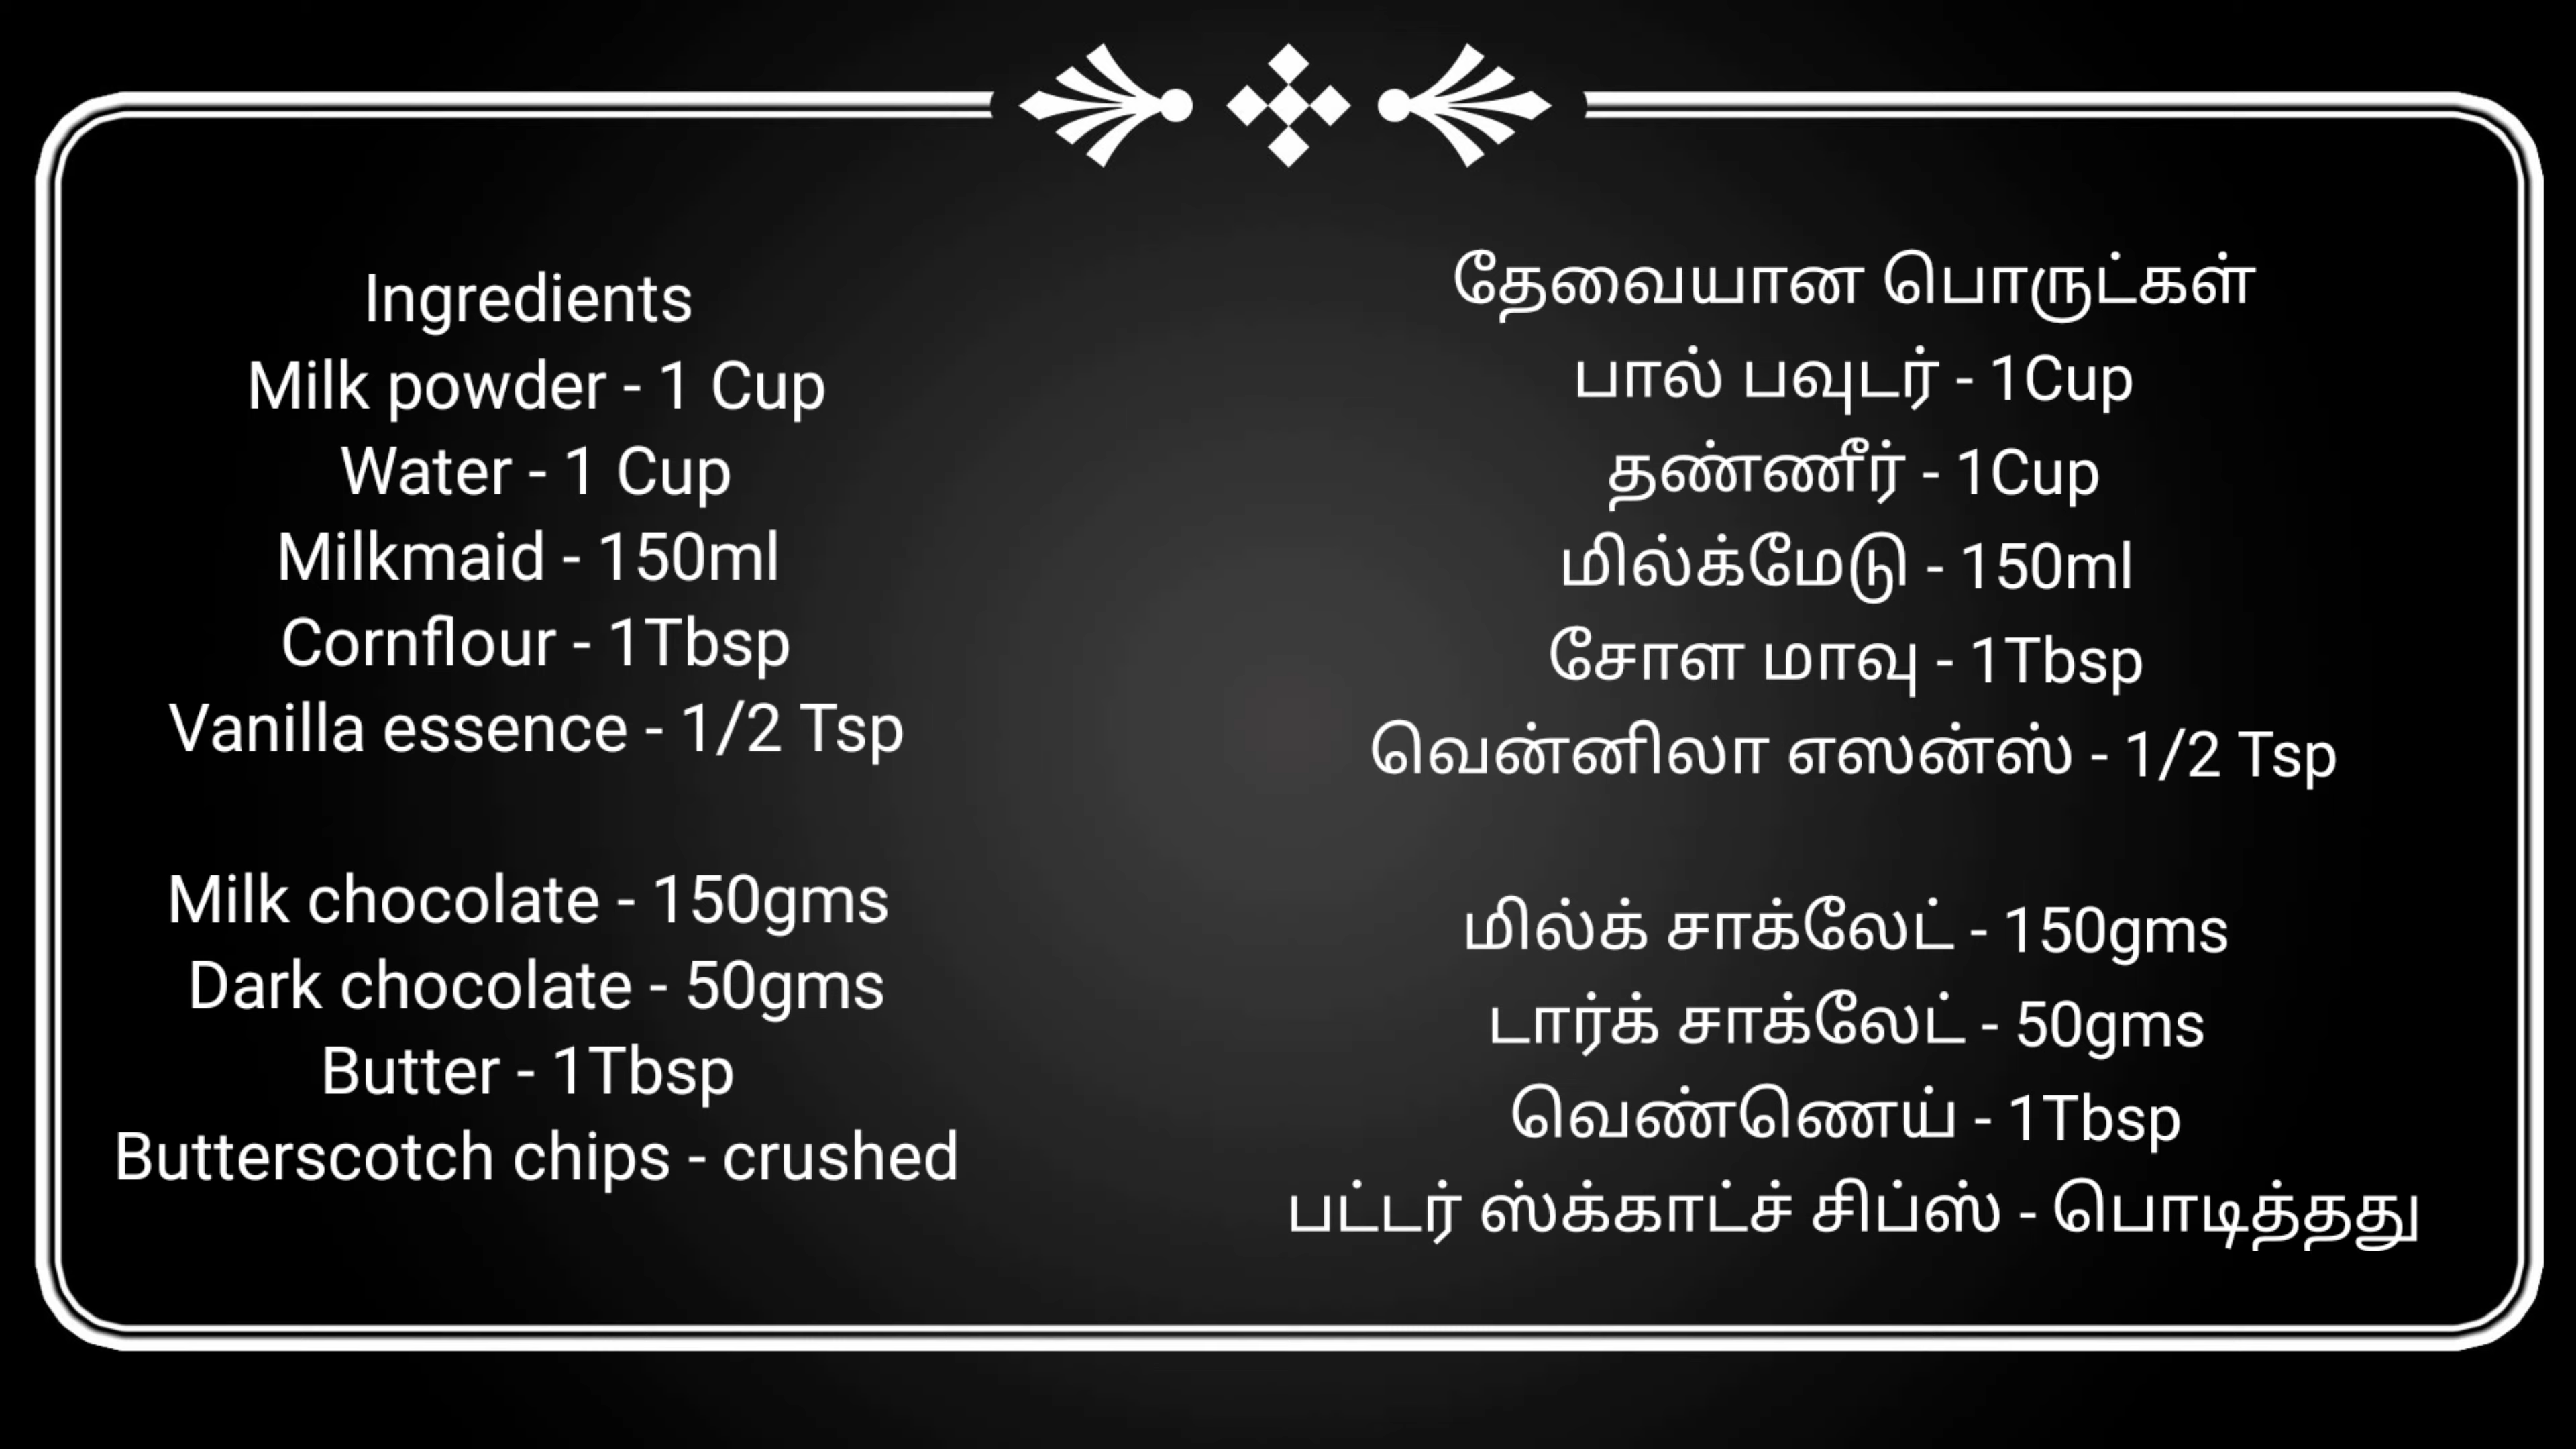 Ingredients
Milk powder - 1 Cup
Water - 1 Cup
Milkmaid - 150ml
Cornflour - 1Tbsp
Vanilla essence - 1/2 Tsp
Milk chocolate - 150gms
Dark chocolate - 50gms
Butter - 1Tbsp
Butterscotch chips - crushed
தேவையான பொருட்கள்
பால் பவுடர் - 1Cup
தண்ணீர் - 1Cup
மில்க்மேடு - 150ml
சோள மாவு - 1Tbsp
வென்னிலா எஸன்ஸ் - 1/2 Tsp
மில்க் சாக்லேட் - 150gms
டார்க் சாக்லேட் - 50gms
வெண்ணெய் - 1Tbsp
பட்டர் ஸ்க்காட்ச் சிப்ஸ் - பொடித்தது